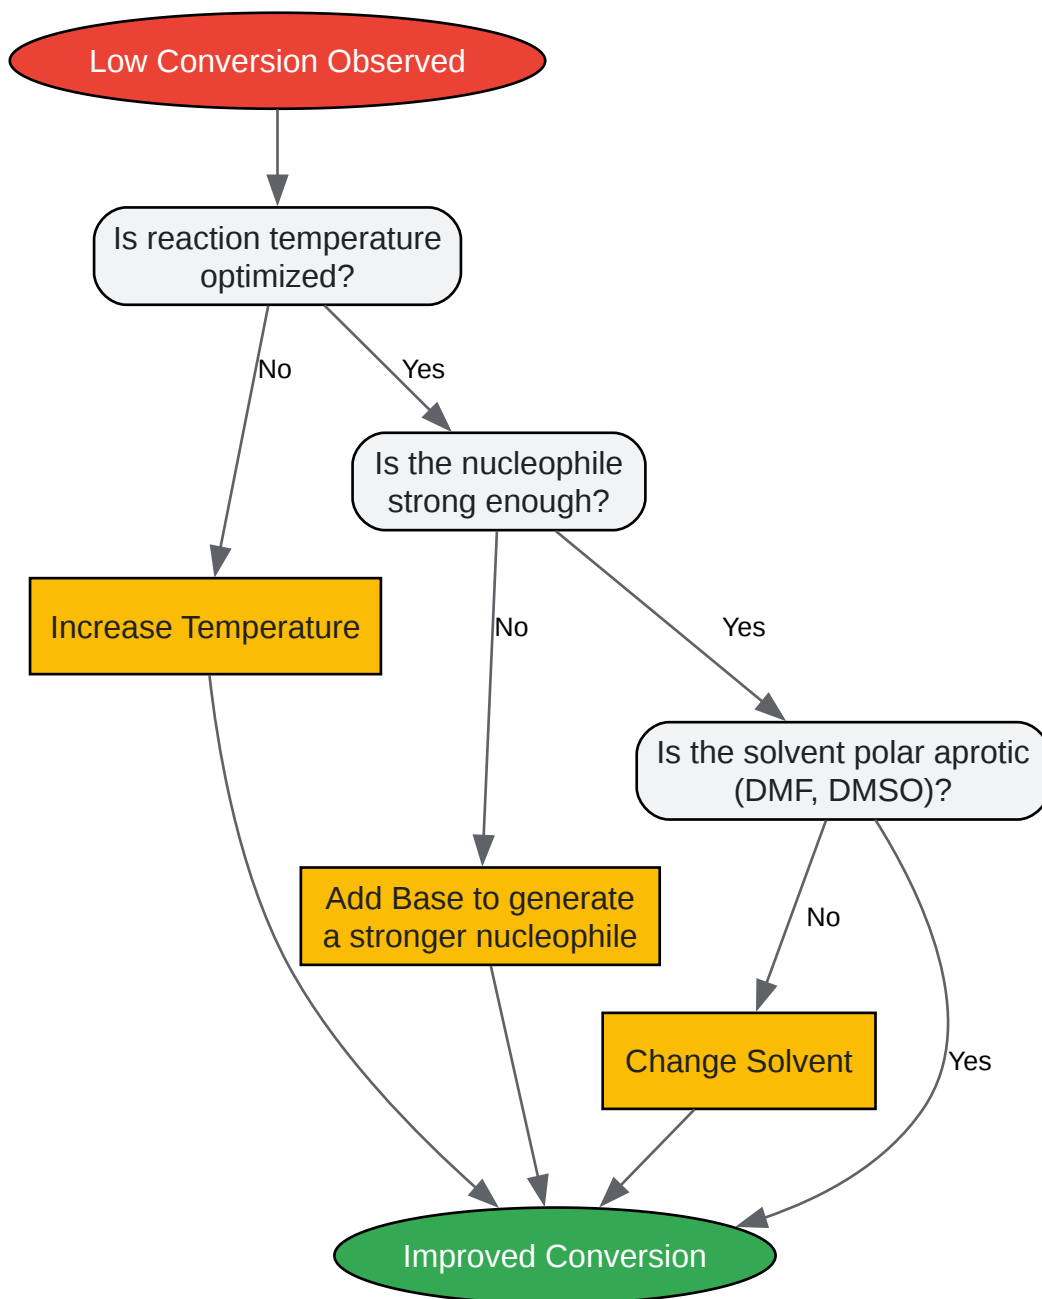 Low Conversion Observed
Is reaction temperature
optimized?
No
Yes
Is the nucleophile
strong enough?
Increase Temperature
No
Yes
Is the solvent polar aprotic
(DMF, DMSO)?
Add Base to generate
a stronger nucleophile
No
Change Solvent
Yes
Improved Conversion